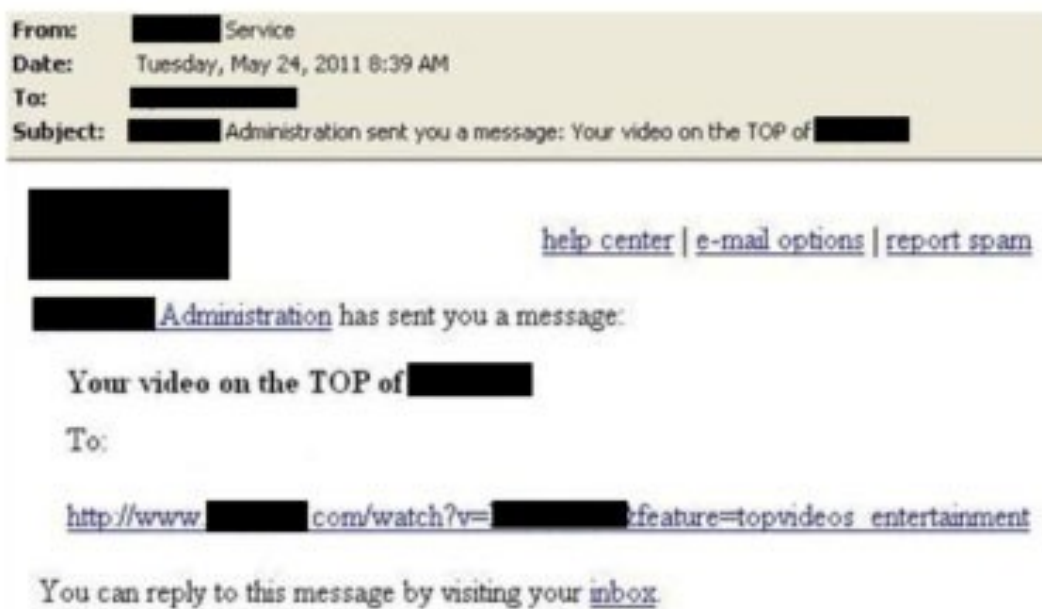 From: Service
Date: Tuesday, May 24, 2011 8:39 AM
To:
Subject: Administration sent you a message: Your video on the TOP of
help center | e-mail options | report spam
Administration has sent you a message:
Your video on the TOP of
To:
http://www. .com/watch?v= &feature=topvideos_entertainment
You can reply to this message by visiting your inbox.